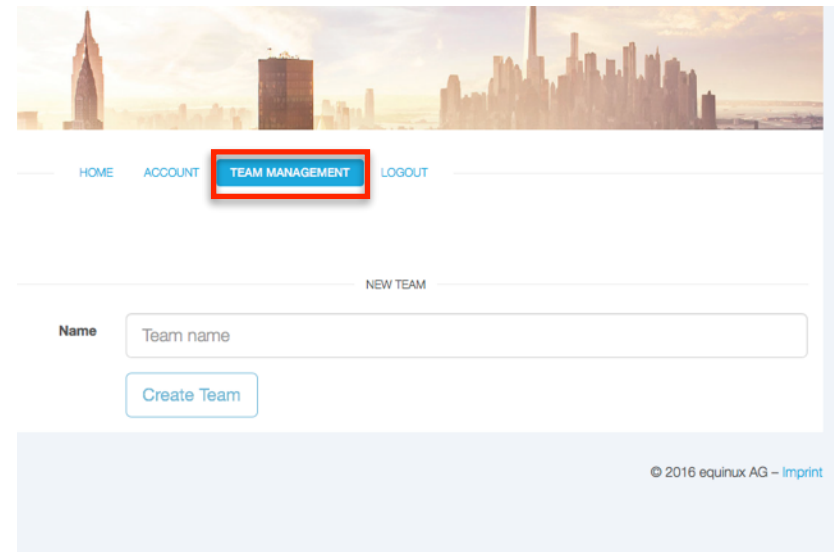 HOME ACCOUNT TEAM MANAGEMENT LOGOUT
NEW TEAM
Name Team name
Create Team
© 2016 equinux AG – Imprint